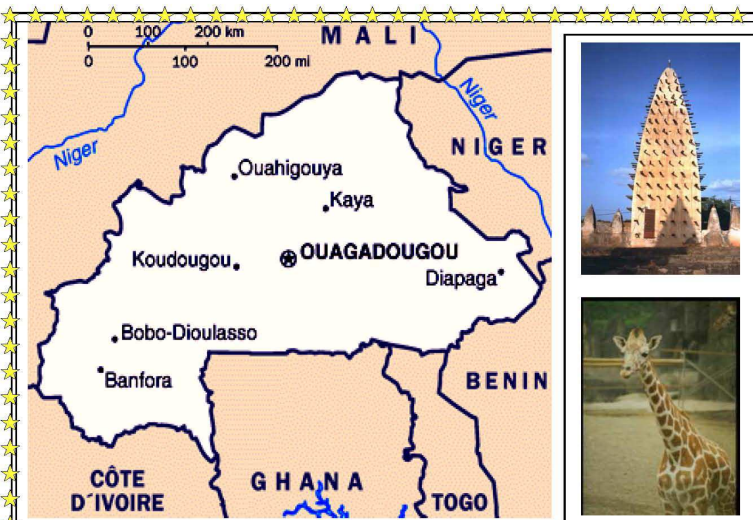 0 100 200 km
0 100 200 mi
MALI
Niger
Niger
NIGER
Ouahigouya
Kaya
Koudougou
OUAGADOUGOU
Diapaga
Bobo-Dioulasso
Banfora
BENIN
CÔTE
D´IVOIRE
GHANA
TOGO